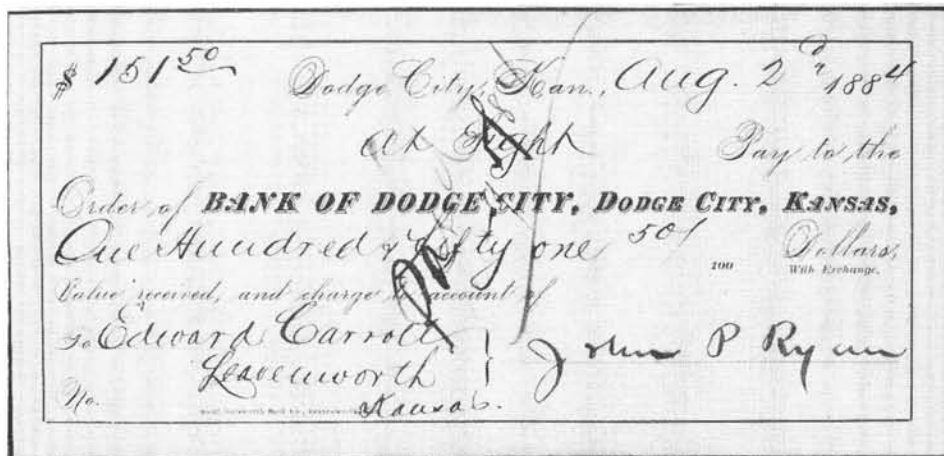 $ 151 50 Dodge City, Kan., Aug. 2d 1884
At Sight Pay to the
Order of BANK OF DODGE CITY, DODGE CITY, KANSAS,
One Hundred & Fifty one 50/100 Dollars,
With Exchange.
Value received, and charge to account of
To Edward Carroll
Leavenworth
Kansas.
John P Ryan
No.